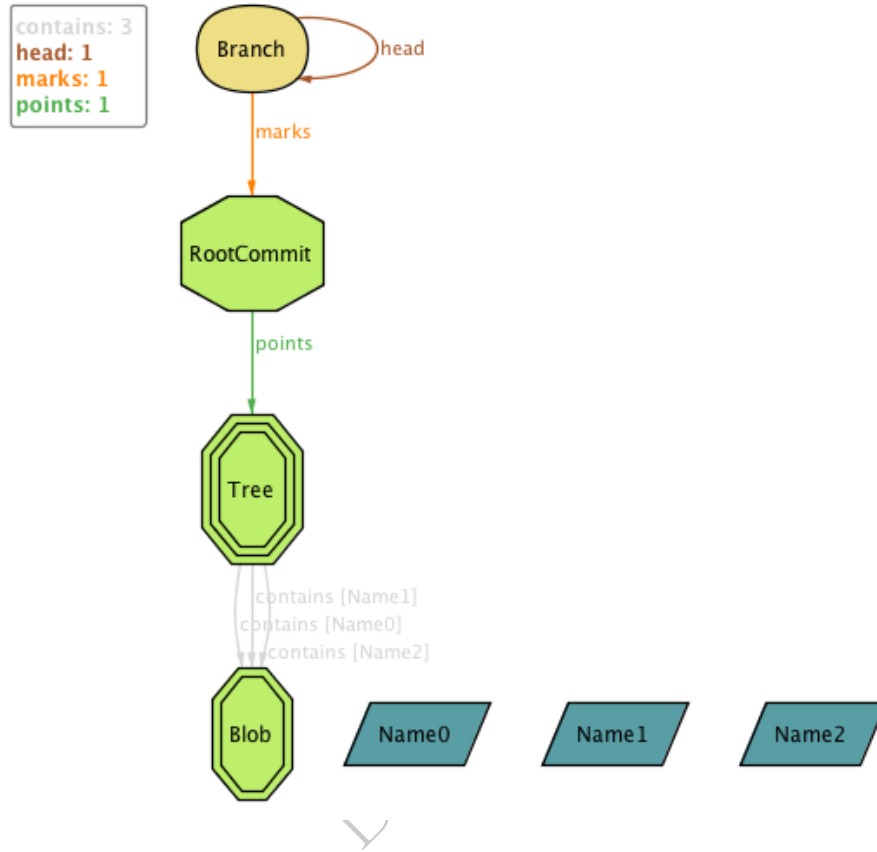 contains: 3
head: 1
marks: 1
points: 1
Branch
head
marks
RootCommit
points
Tree
contains [Name1]
contains [Name0]
contains [Name2]
Blob
Name0
Name1
Name2